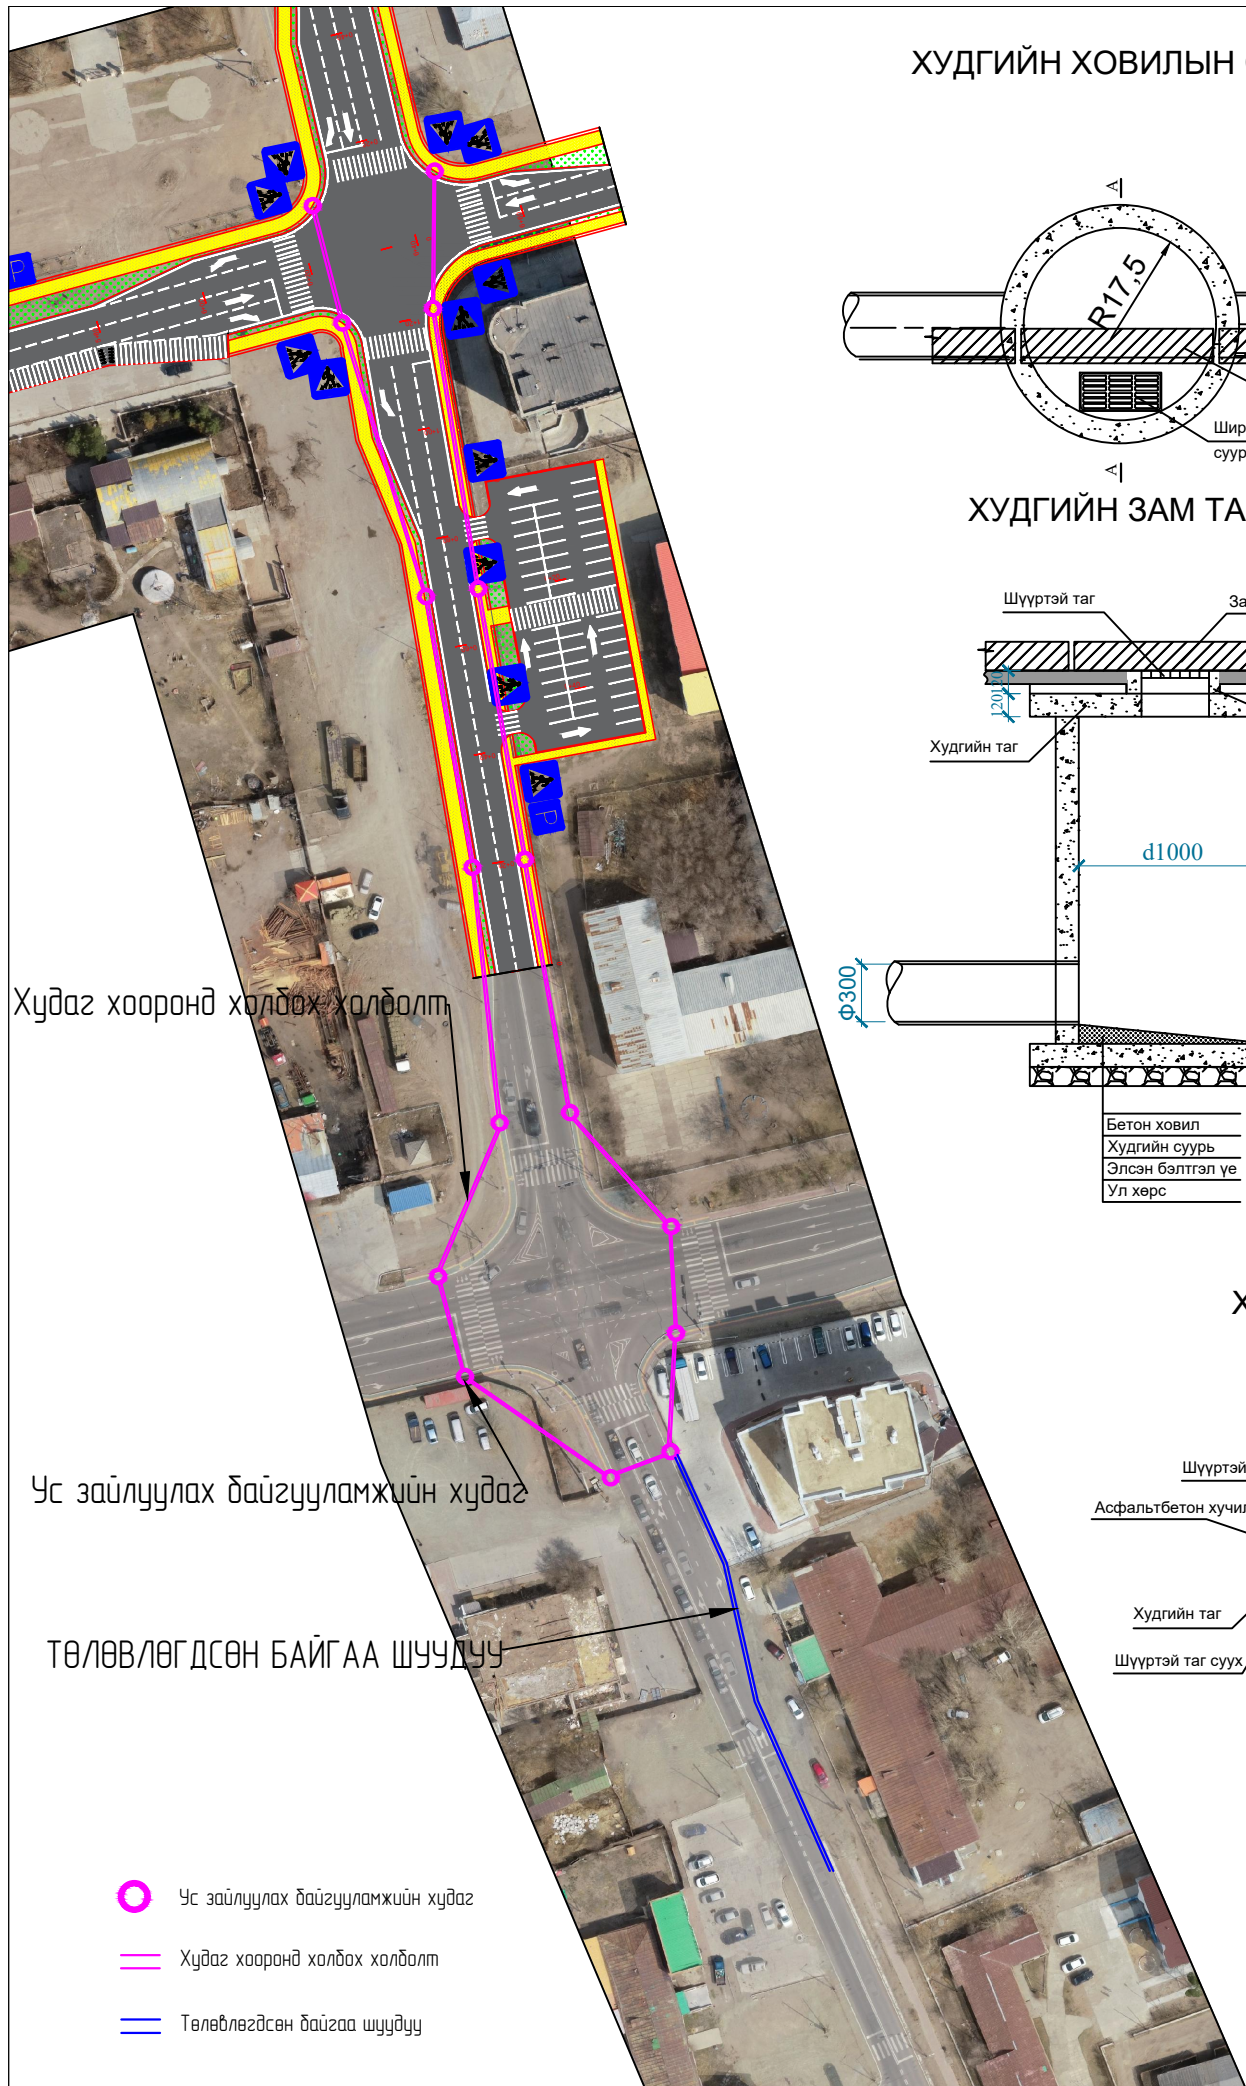 ХУДГИЙН ХОВИЛЫН
A
R17,5
Шир
суур
A
ХУДГИЙН ЗАМ ТА
P
Шүүртэй таг
За
120
120
Худгийн таг
P
d1000
Ф300
Худаг хооронд холбох холболт
Бетон ховил
Худгийн суурь
Элсэн бэлтгэл үе
Ул хөрс
Х
Шүүртэй
Ус зайлуулах байгууламжийн худаг
Асфальтбетон хучил
Худгийн таг
ТӨЛӨВЛӨГДСӨН БАЙГАА ШУУДУУ
Шүүртэй таг суух
Ус зайлуулах байгууламжийн худаг
Худаг хооронд холбох холболт
Төлөвлөгдсөн байгаа шуудуу